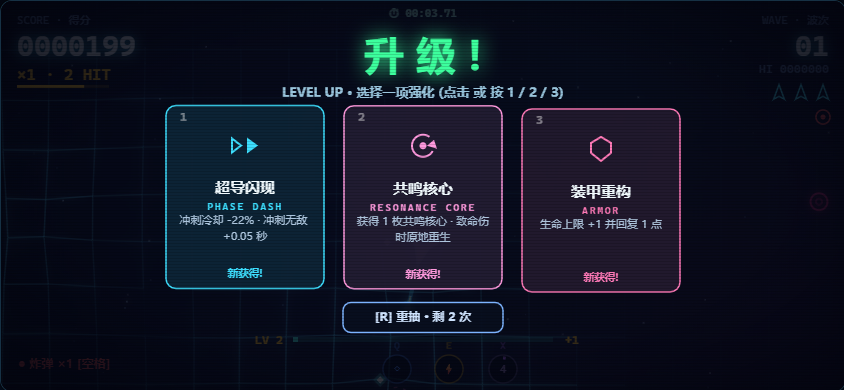 SCORE • 得分
00:03.71
WAVE • 波次
0000199
01
×1 · 2 HIT
HI 0000000
升级!
LEVEL UP • 选择一项强化 (点击 或 按 1 / 2 / 3)
1
超导闪现
PHASE DASH
冲刺冷却 -22% · 冲刺无敌
+0.05 秒
新获得!
2
共鸣核心
RESONANCE CORE
获得 1 枚共鸣核心 · 致命伤
时原地重生
新获得!
3
装甲重构
ARMOR
生命上限 +1 并回复 1 点
新获得!
[R] 重抽 • 剩 2 次
LV 2
+1
Q
E
4
炸弹 ×1 [空格]